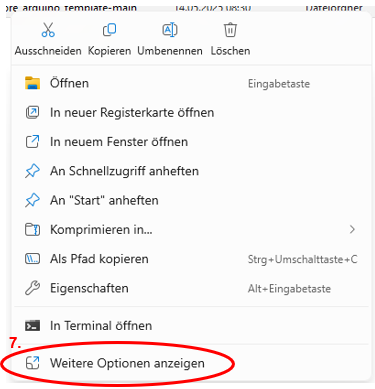 ore_arduino_template-main 14.05.2025 08:30 Dateiordner
Ausschneiden Kopieren Umbenennen Löschen
Öffnen Eingabetaste
In neuer Registerkarte öffnen
In neuem Fenster öffnen
An Schnellzugriff anheften
An "Start" anheften
Komprimieren in...
Als Pfad kopieren Strg+Umschalttaste+C
Eigenschaften Alt+Eingabetaste
In Terminal öffnen
7.
Weitere Optionen anzeigen